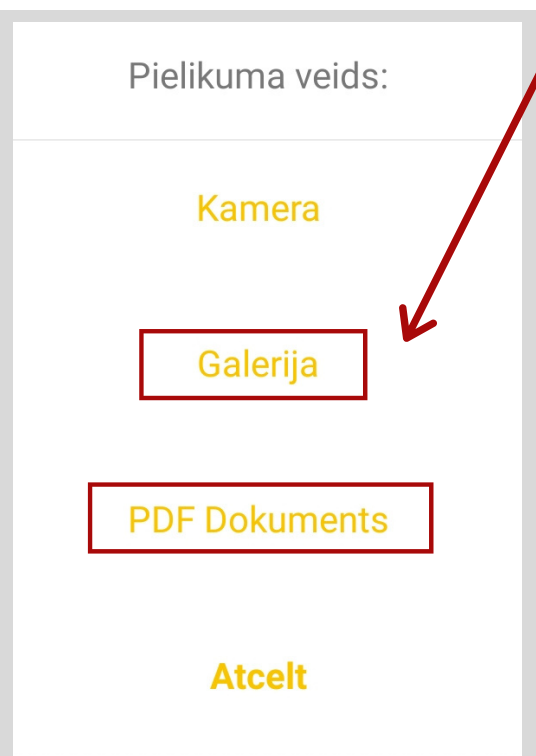 Pielikuma veids:
Kamera
Galerija
PDF Dokuments
Atcelt